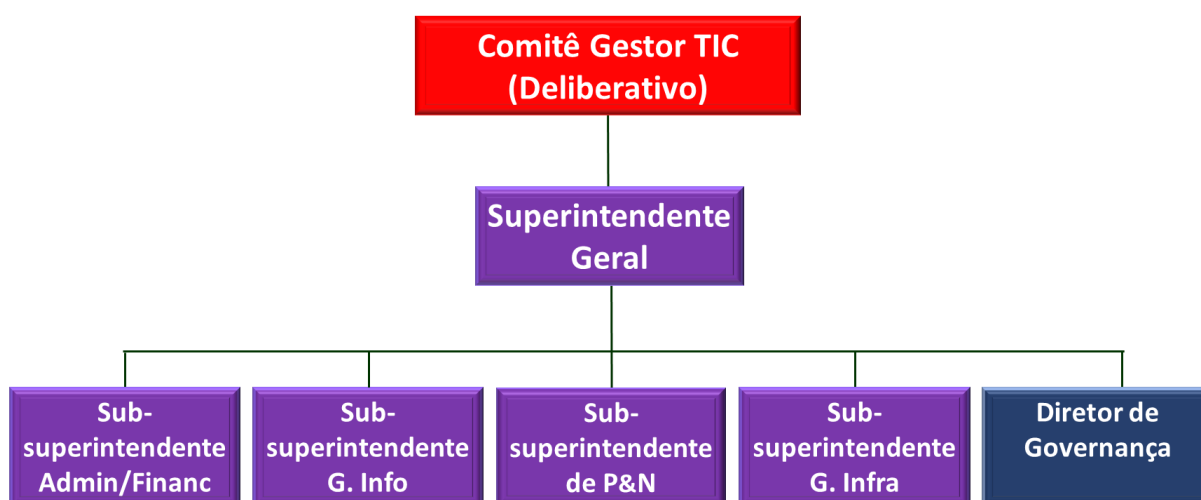 Comitê Gestor TIC
(Deliberativo)
Superintendente
Geral
Sub-
superintendente
Admin/Financ
Sub-
superintendente
G. Info
Sub-
superintendente
de P&N
Sub-
superintendente
G. Infra
Diretor de
Governança